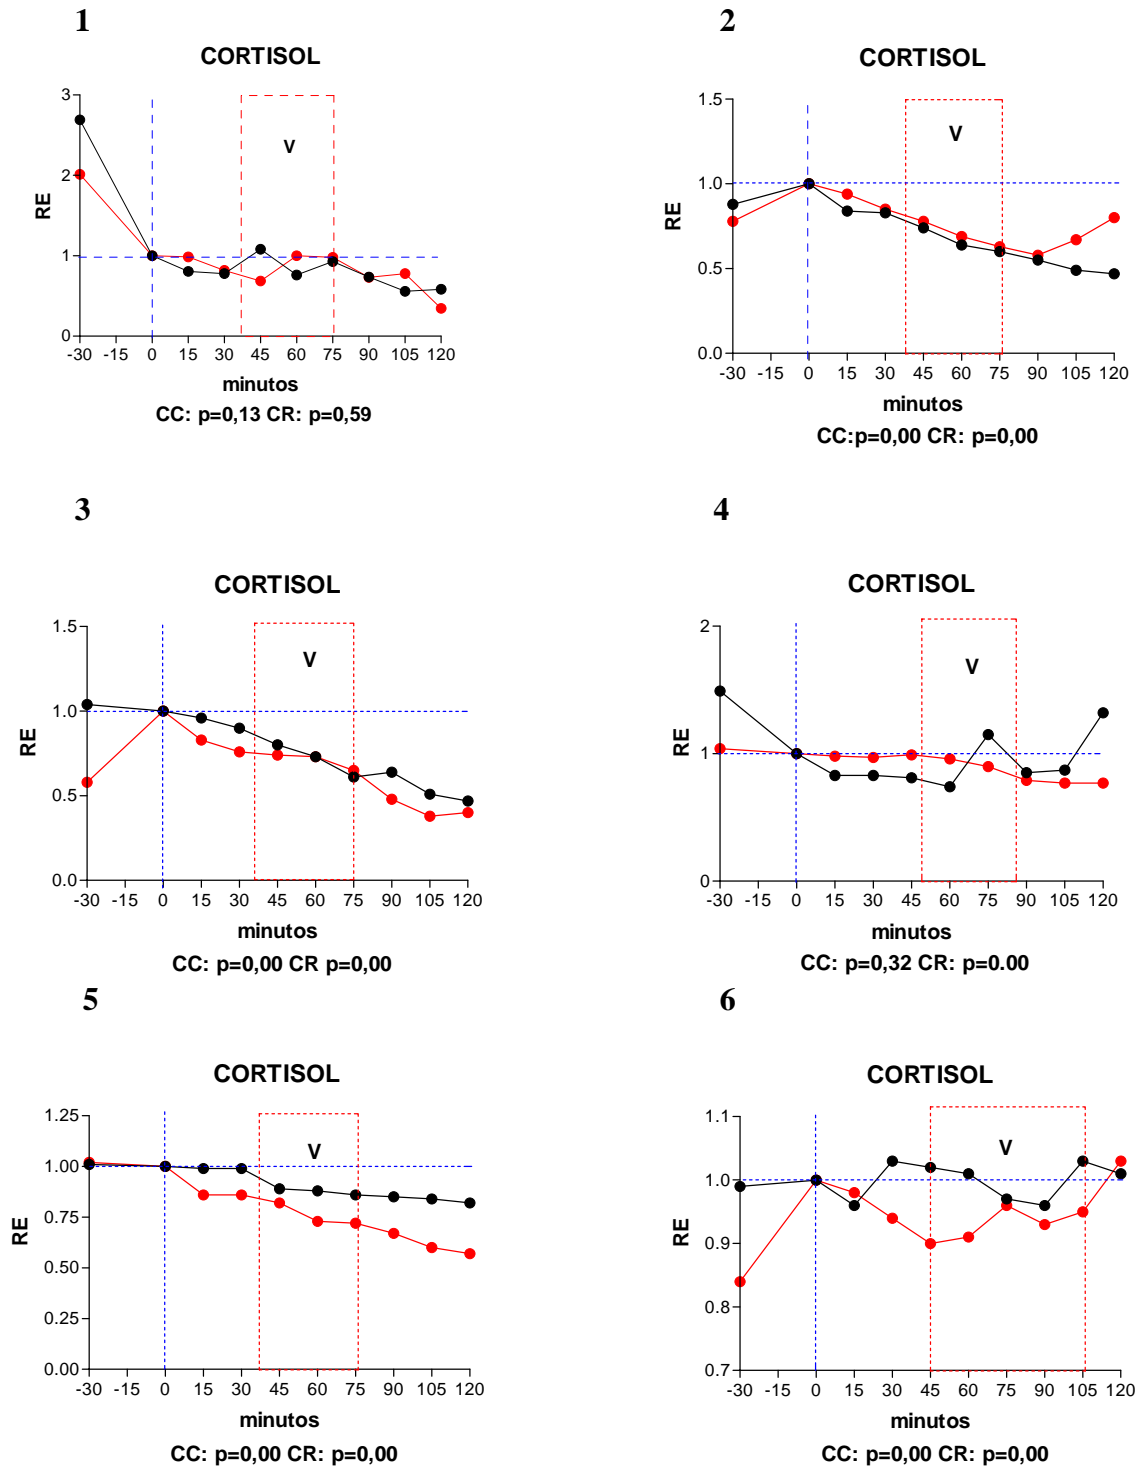 1
CORTISOL
3
2
1
0
RE
V
-30 -15 0 15 30 45 60 75 90 105 120
minutos
CC: p=0,13 CR: p=0,59
2
CORTISOL
1.5
1.0
0.5
0.0
RE
V
-30 -15 0 15 30 45 60 75 90 105 120
minutos
CC:p=0,00 CR: p=0,00
3
CORTISOL
1.5
1.0
0.5
0.0
RE
V
-30 -15 0 15 30 45 60 75 90 105 120
minutos
CC: p=0,00 CR p=0,00
4
CORTISOL
2
1
0
RE
V
-30 -15 0 15 30 45 60 75 90 105 120
minutos
CC: p=0,32 CR: p=0.00
5
CORTISOL
1.25
1.00
0.75
0.50
0.25
0.00
RE
V
-30 -15 0 15 30 45 60 75 90 105 120
minutos
CC: p=0,00 CR: p=0,00
6
CORTISOL
1.1
1.0
0.9
0.8
0.7
RE
V
-30 -15 0 15 30 45 60 75 90 105 120
minutos
CC: p=0,00 CR: p=0,00